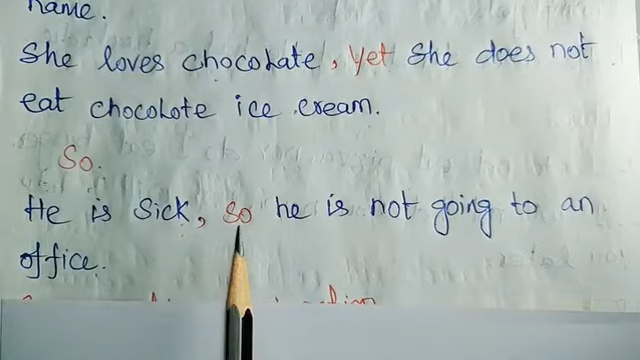 name.
She loves chocolate, yet she does not
eat chocolote ice cream.
So.
He is sick, so he is not going to an
office.